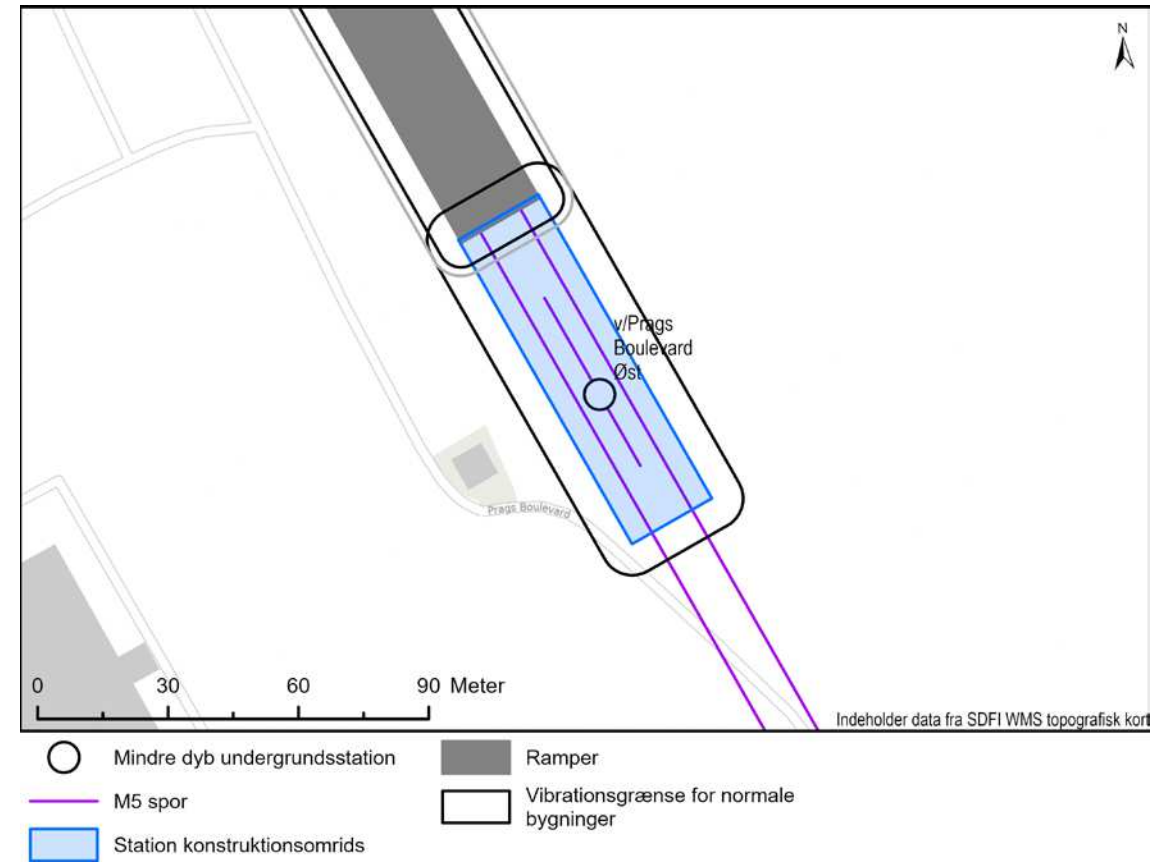 N
v/Prags
Boulevard
Øst
Prags Boulevard
0 30 60 90 Meter
Indeholder data fra SDFI WMS topografisk kort
Mindre dyb undergrundsstation
M5 spor
Station konstruktionsomrids
Ramper
Vibrationsgrænse for normale
bygninger